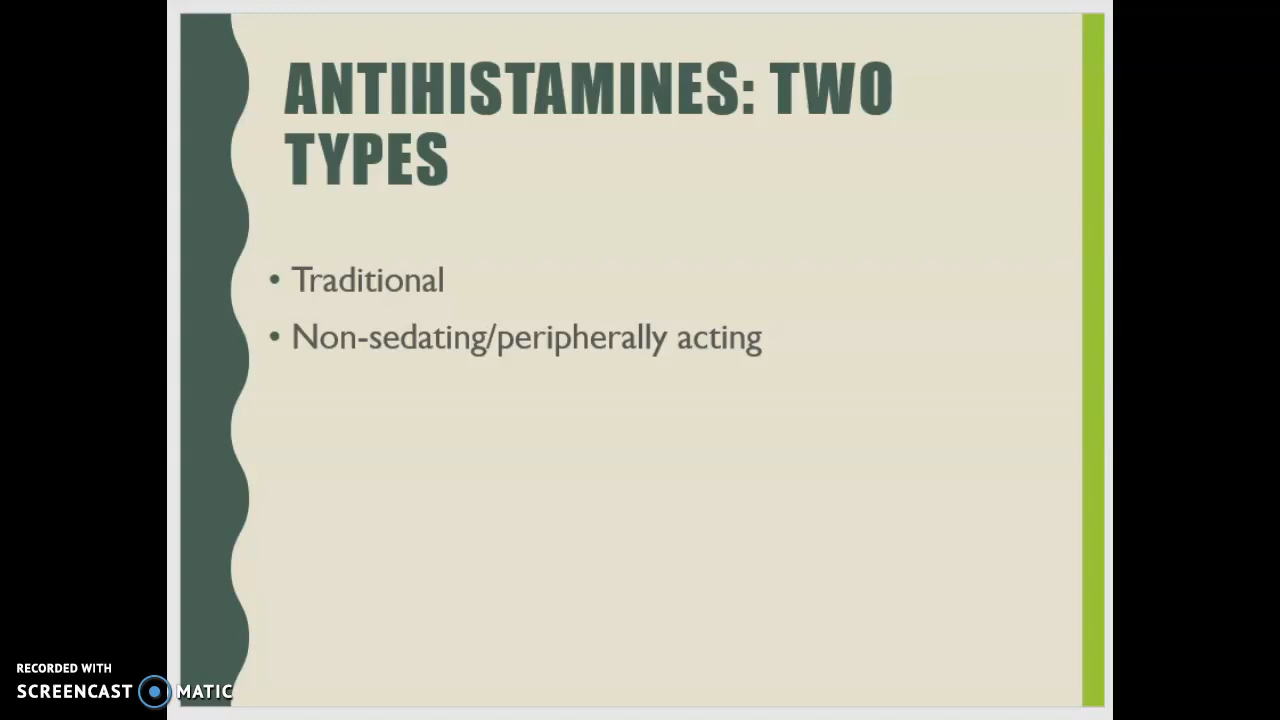 ANTIHISTAMINES: TWO
TYPES
• Traditional
• Non-sedating/peripherally acting
RECORDED WITH
SCREENCAST MATIC